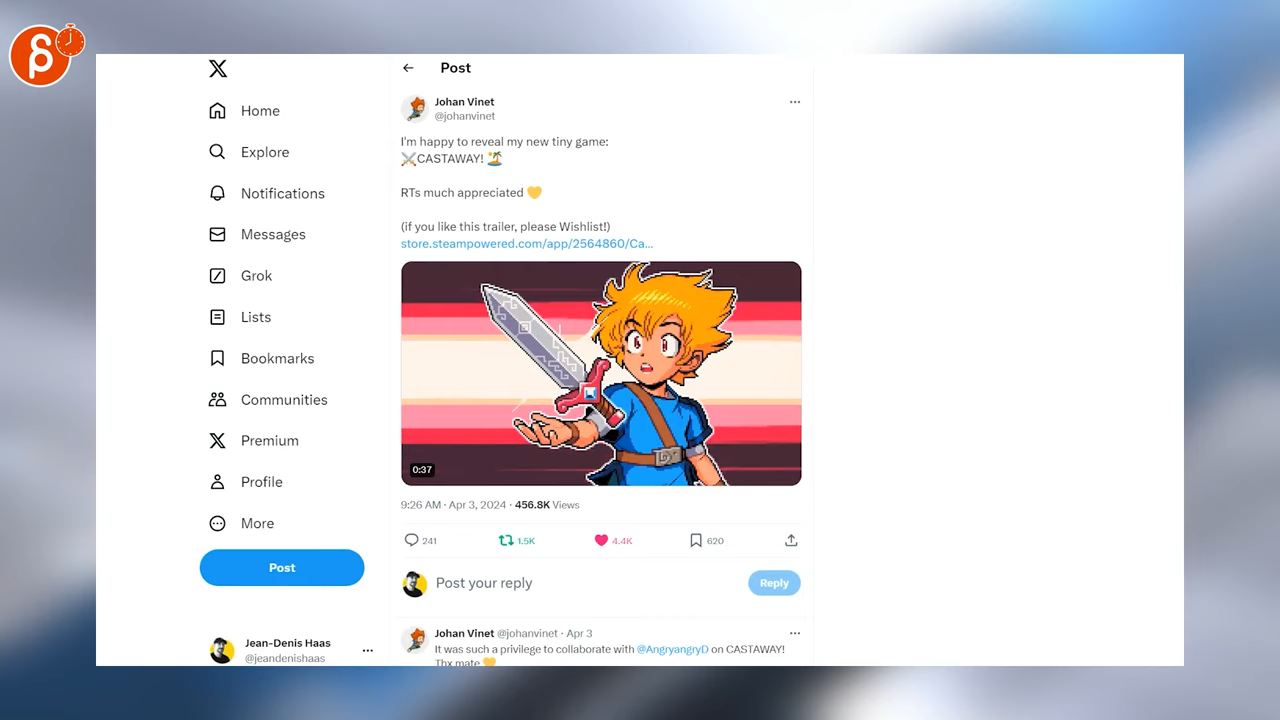 Post
Johan Vinet
@johanvinet
I'm happy to reveal my new tiny game:
⚔️CASTAWAY! 🏝️
RTs much appreciated 💛
(if you like this trailer, please Wishlist!)
store.steampowered.com/app/2564860/Ca...
0:37
9:26 AM · Apr 3, 2024 · 456.8K Views
241 1.5K 4.4K 620
Post your reply
Reply
Johan Vinet @johanvinet · Apr 3
It was such a privilege to collaborate with @AngryangryD on CASTAWAY!
Thx mate 💛
Home
Explore
Notifications
Messages
Grok
Lists
Bookmarks
Communities
Premium
Profile
More
Post
Jean-Denis Haas
@jeandenishaas